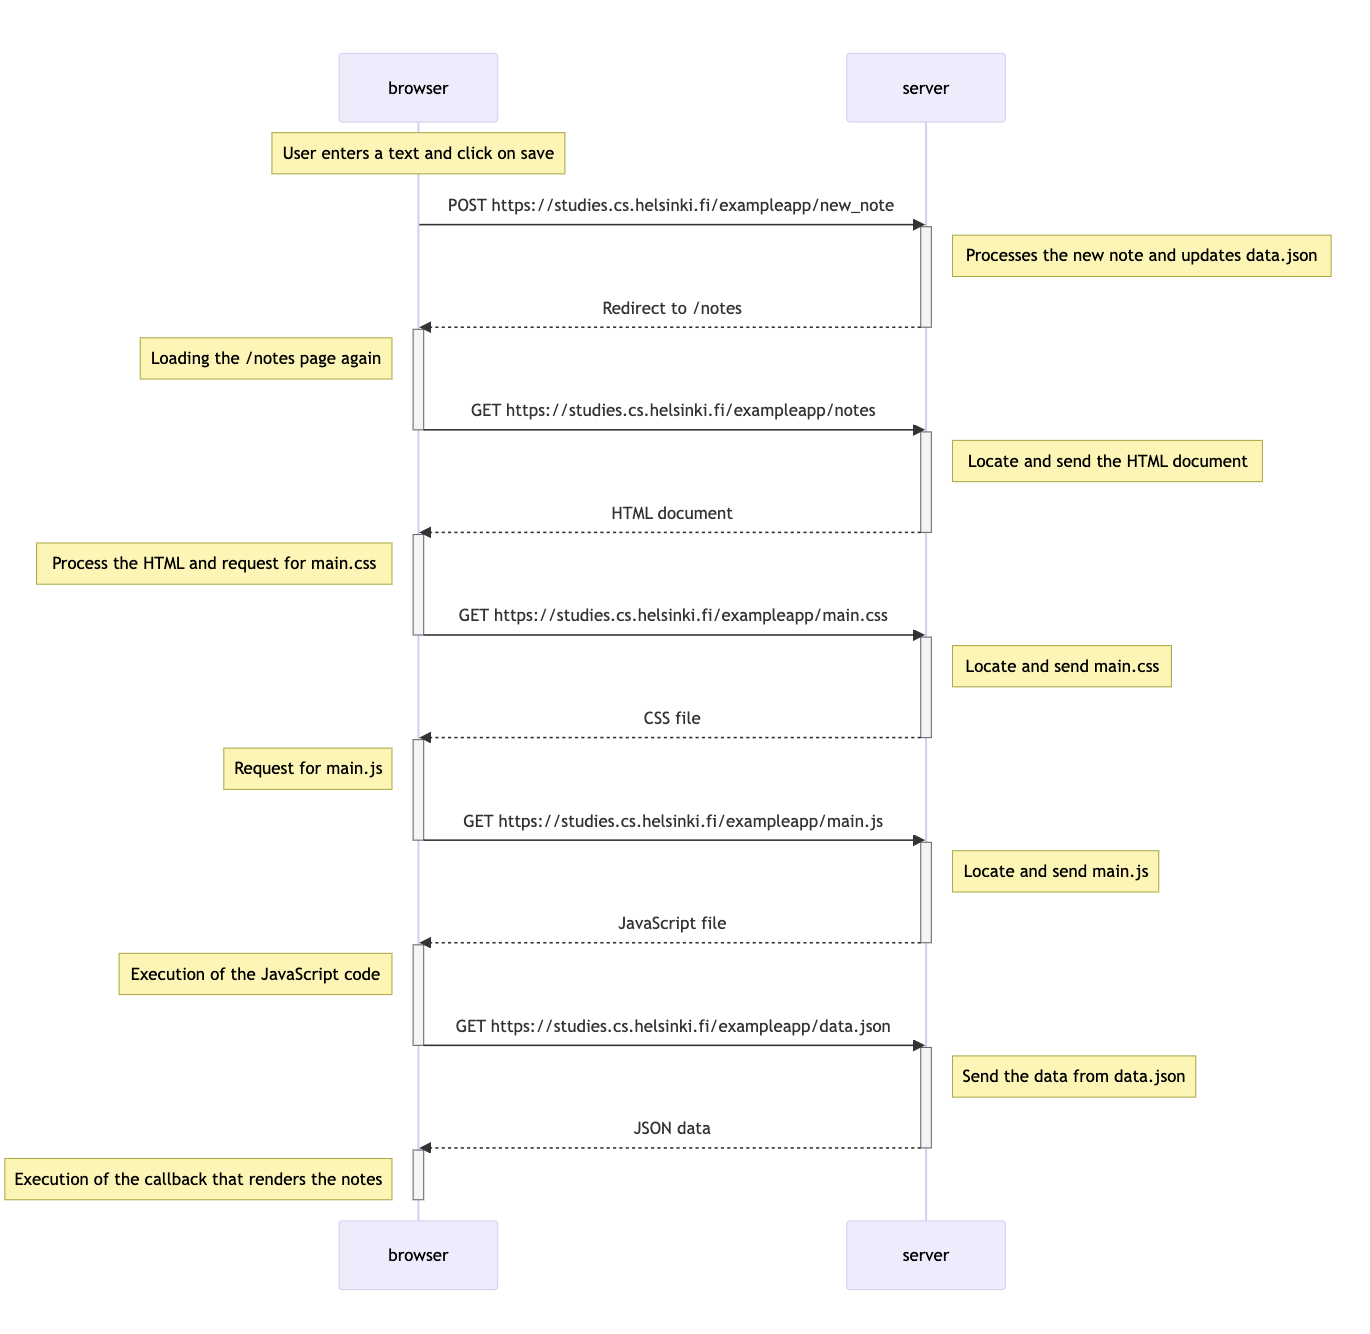 browser
server
User enters a text and click on save
POST https://studies.cs.helsinki.fi/exampleapp/new_note
Processes the new note and updates data.json
Redirect to /notes
Loading the /notes page again
GET https://studies.cs.helsinki.fi/exampleapp/notes
Locate and send the HTML document
HTML document
Process the HTML and request for main.css
GET https://studies.cs.helsinki.fi/exampleapp/main.css
Locate and send main.css
CSS file
Request for main.js
GET https://studies.cs.helsinki.fi/exampleapp/main.js
Locate and send main.js
JavaScript file
Execution of the JavaScript code
GET https://studies.cs.helsinki.fi/exampleapp/data.json
Send the data from data.json
JSON data
Execution of the callback that renders the notes
browser
server